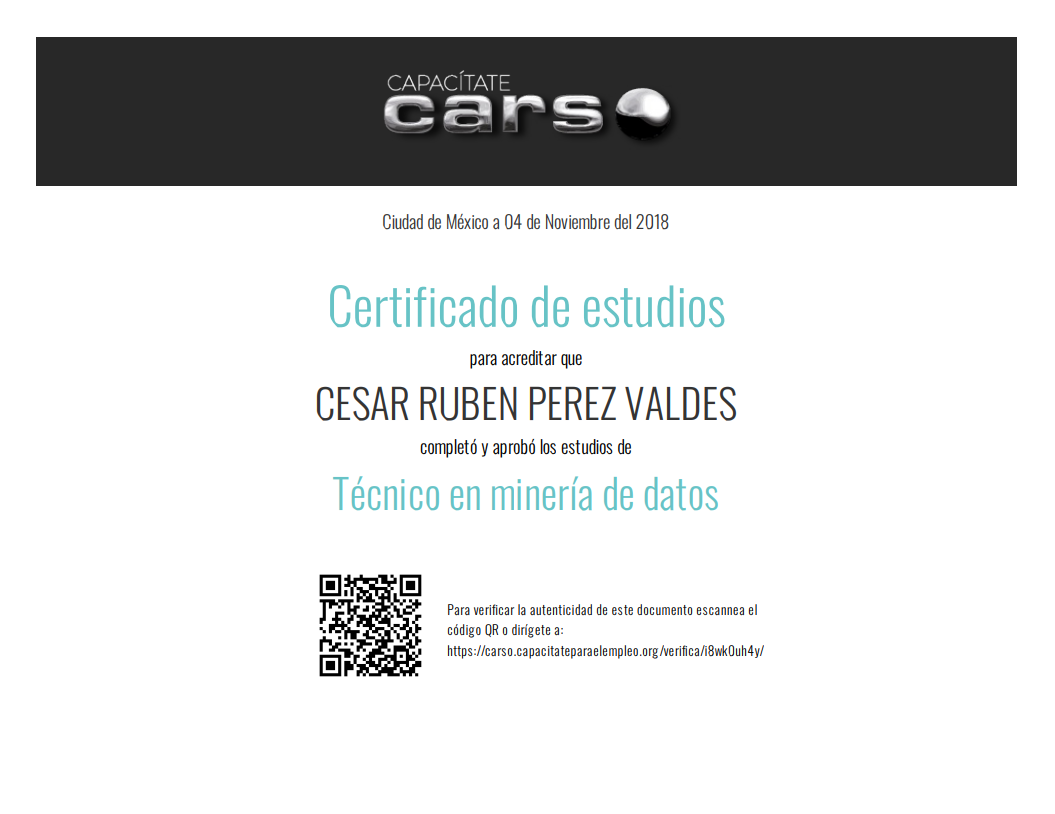 CAPACÍTATE
carso
Ciudad de México a 04 de Noviembre del 2018
Certificado de estudios
para acreditar que
CESAR RUBEN PEREZ VALDES
completó y aprobó los estudios de
Técnico en minería de datos
Para verificar la autenticidad de este documento escannea el
código QR o dirígete a:
https://carso.capacitateparaelempleo.org/verifica/i8wk0uh4y/